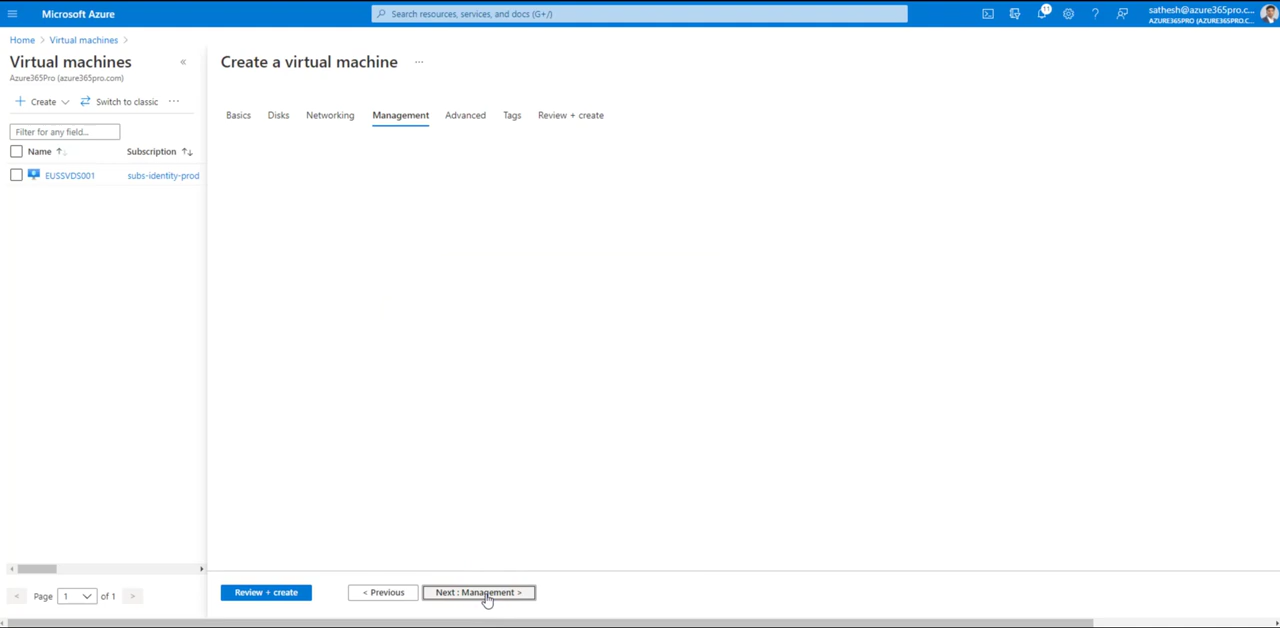 Microsoft Azure
Search resources, services, and docs (G+/)
11
sathesh@azure365pro.c...
AZURE365PRO (AZURE365PRO.C...
Home > Virtual machines >
Virtual machines «
Azure365Pro (azure365pro.com)
+ Create Switch to classic ...
Filter for any field...
Name ↑↓ Subscription ↑↓
EUSSVDS001 subs-identity-prod
< Page 1 of 1 >
Create a virtual machine ...
Basics Disks Networking Management Advanced Tags Review + create
Review + create < Previous Next : Management >